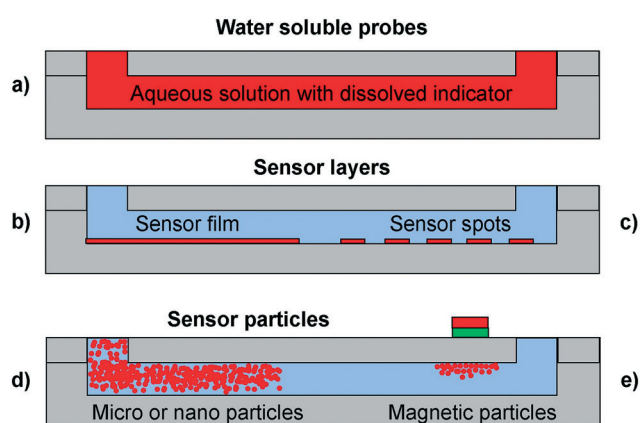 Water soluble probes
a)
Aqueous solution with dissolved indicator
Sensor layers
b)
Sensor film
Sensor spots
c)
Sensor particles
d)
e)
Micro or nano particles
Magnetic particles